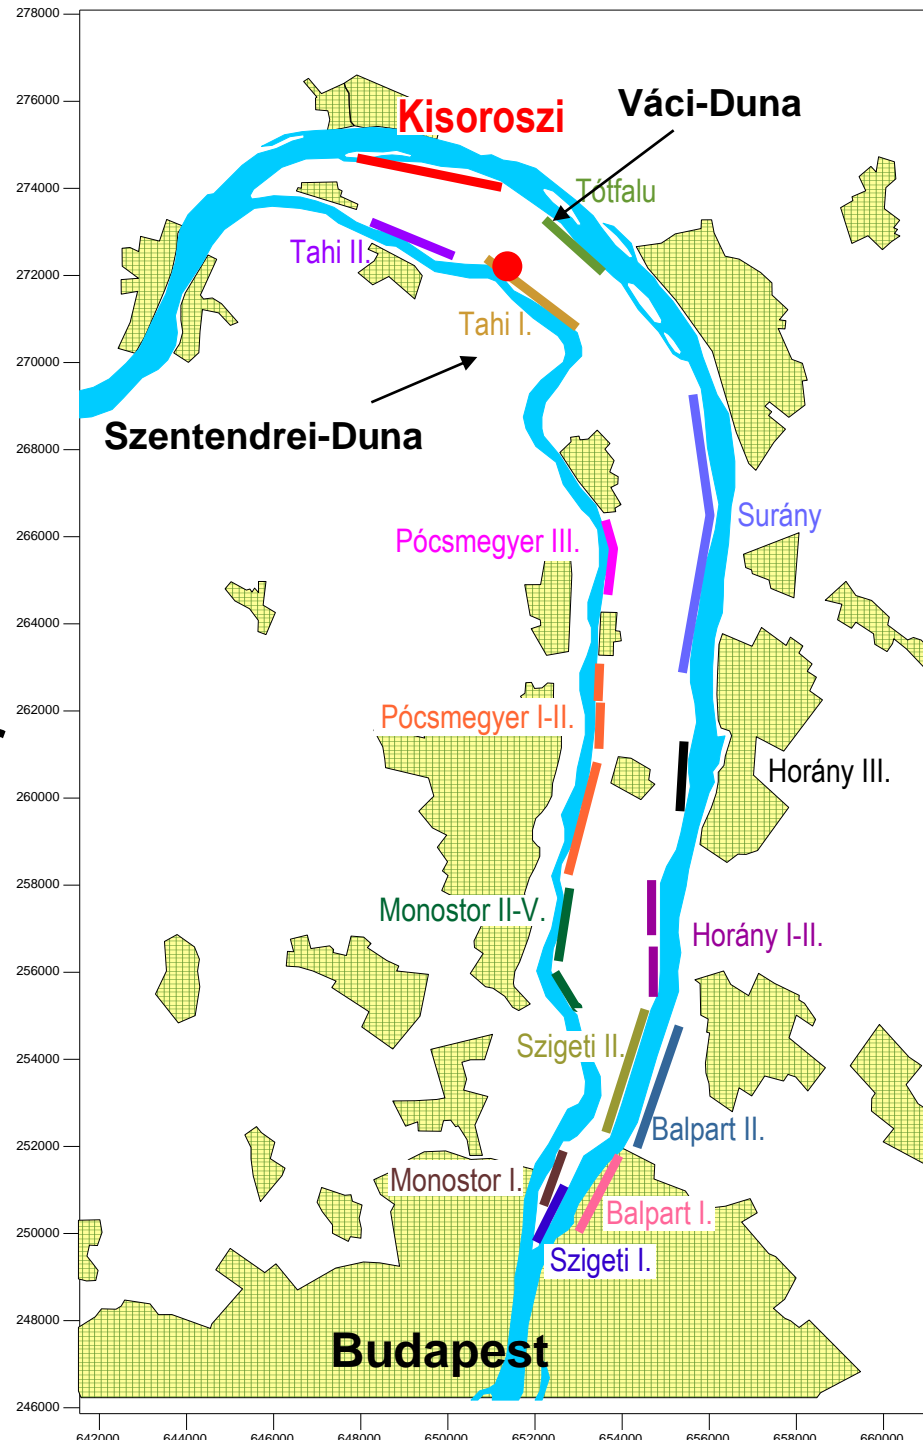 278000
276000
Kisoroszi
Váci-Duna
274000
Tótfalu
Tahi II.
272000
Tahi I.
270000
Szentendrei-Duna
268000
Surány
266000
Pócsmegyer III.
264000
262000
Pócsmegyer I-II.
Horány III.
260000
258000
Monostor II-V.
Horány I-II.
256000
Szigeti II.
254000
Balpart II.
252000
Monostor I.
Balpart I.
250000
Szigeti I.
248000
Budapest
246000
642000 644000 646000 648000 650000 652000 654000 656000 658000 660000